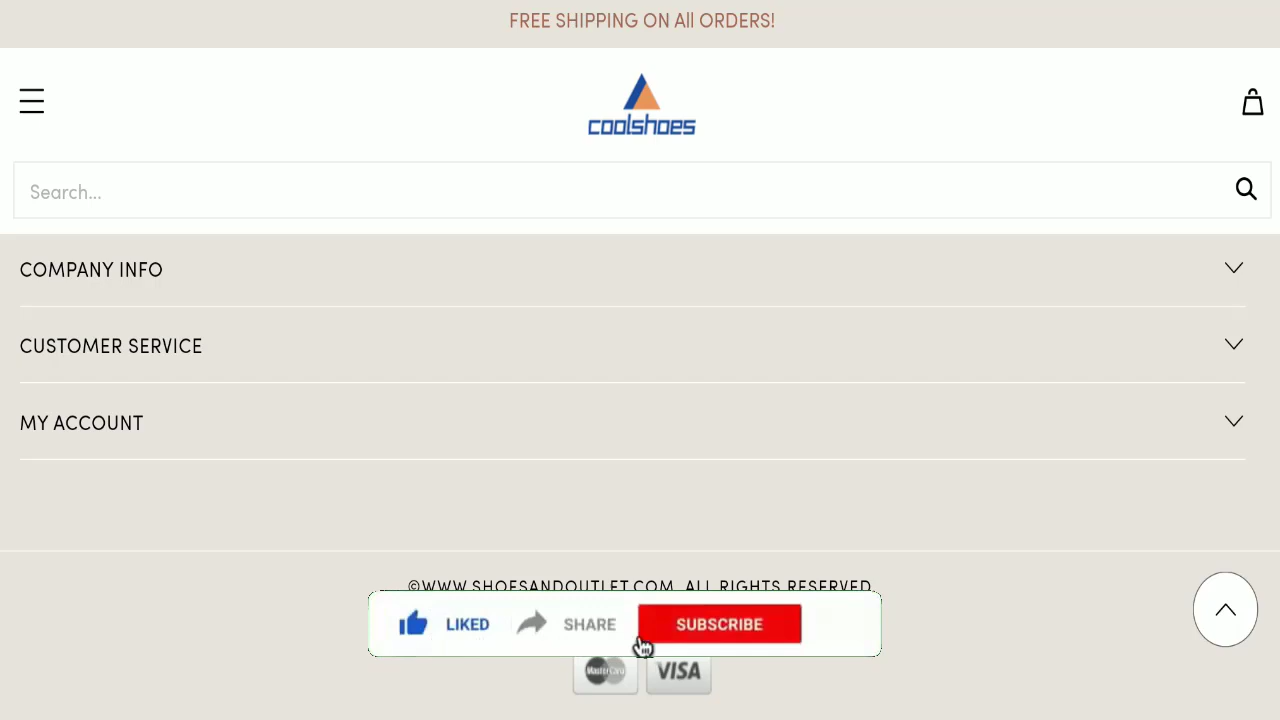 FREE SHIPPING ON All ORDERS!
coolshoes
Search...
COMPANY INFO
CUSTOMER SERVICE
MY ACCOUNT
©WWW.SHOESANDOUTLET.COM. ALL RIGHTS RESERVED
LIKED SHARE SUBSCRIBE
MasterCard VISA